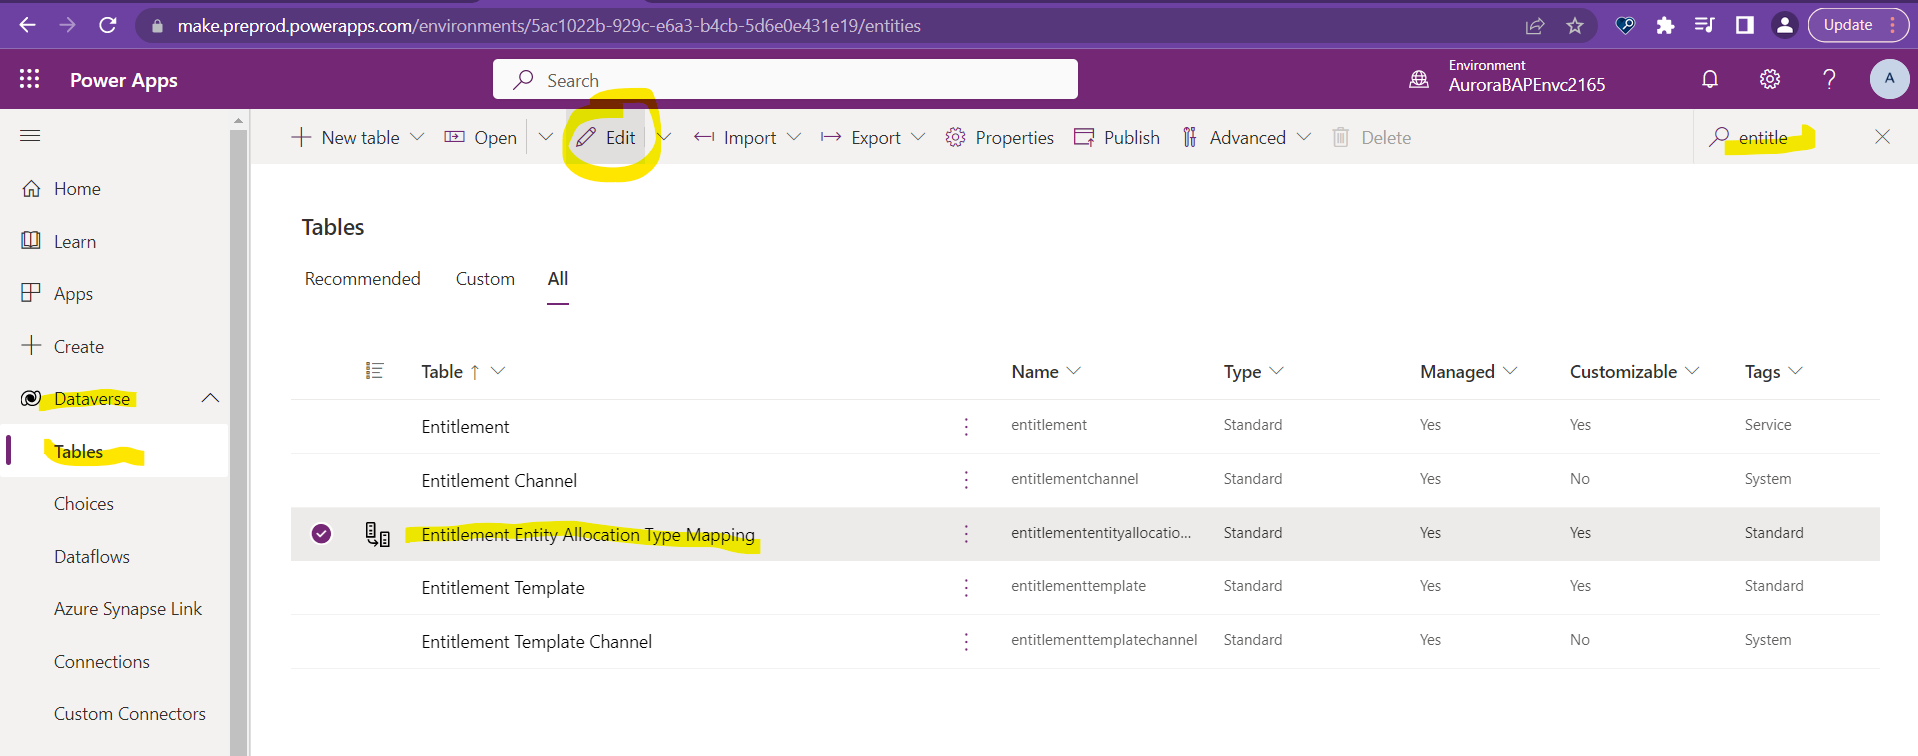 make.preprod.powerapps.com/environments/5ac1022b-929c-e6a3-b4cb-5d6e0e431e19/entities
Update
Power Apps
Search
Environment
AuroraBAPEnvc2165
A
New table
Open
Edit
Import
Export
Properties
Publish
Advanced
Delete
entitle
Home
Learn
Apps
Create
Dataverse
Tables
Choices
Dataflows
Azure Synapse Link
Connections
Custom Connectors
Tables
Recommended Custom All
Table ↑ Name Type Managed Customizable Tags
Entitlement entitlement Standard Yes Yes Service
Entitlement Channel entitlementchannel Standard Yes No System
Entitlement Entity Allocation Type Mapping entitlemententityallocatio... Standard Yes Yes Standard
Entitlement Template entitlementtemplate Standard Yes Yes Standard
Entitlement Template Channel entitlementtemplatechannel Standard Yes No System